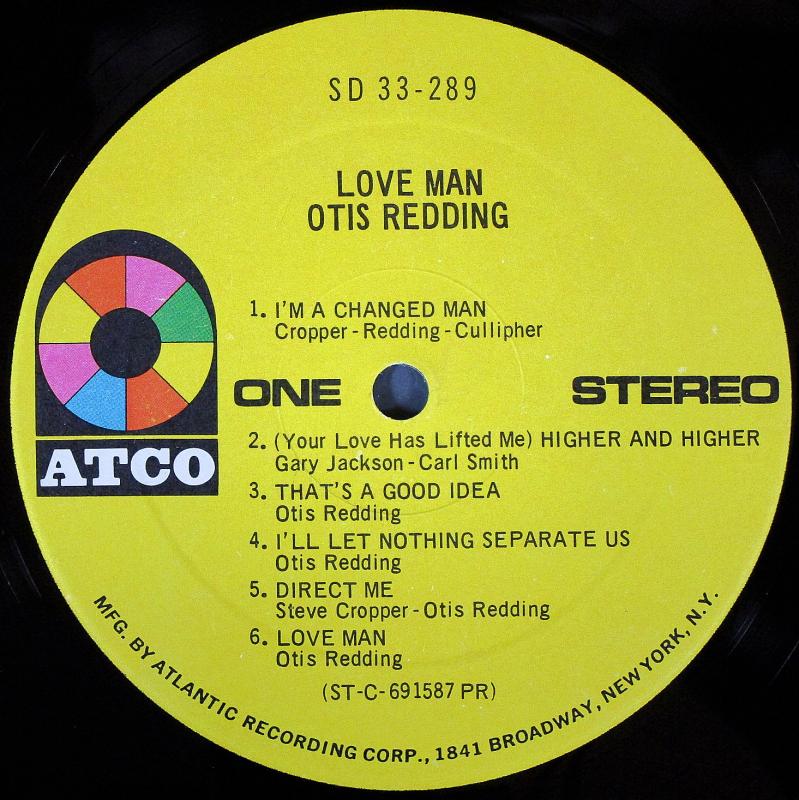 SD 33-289
LOVE MAN
OTIS REDDING
1. I'M A CHANGED MAN
Cropper-Redding-Cullipher
ONE
STEREO
ATCO
2. (Your Love Has Lifted Me) HIGHER AND HIGHER
Gary Jackson-Carl Smith
3. THAT'S A GOOD IDEA
Otis Redding
4. I'LL LET NOTHING SEPARATE US
Otis Redding
5. DIRECT ME
Steve Cropper-Otis Redding
6. LOVE MAN
Otis Redding
(ST-C-691587 PR)
MFG. BY ATLANTIC RECORDING CORP., 1841 BROADWAY, NEW YORK, N.Y.